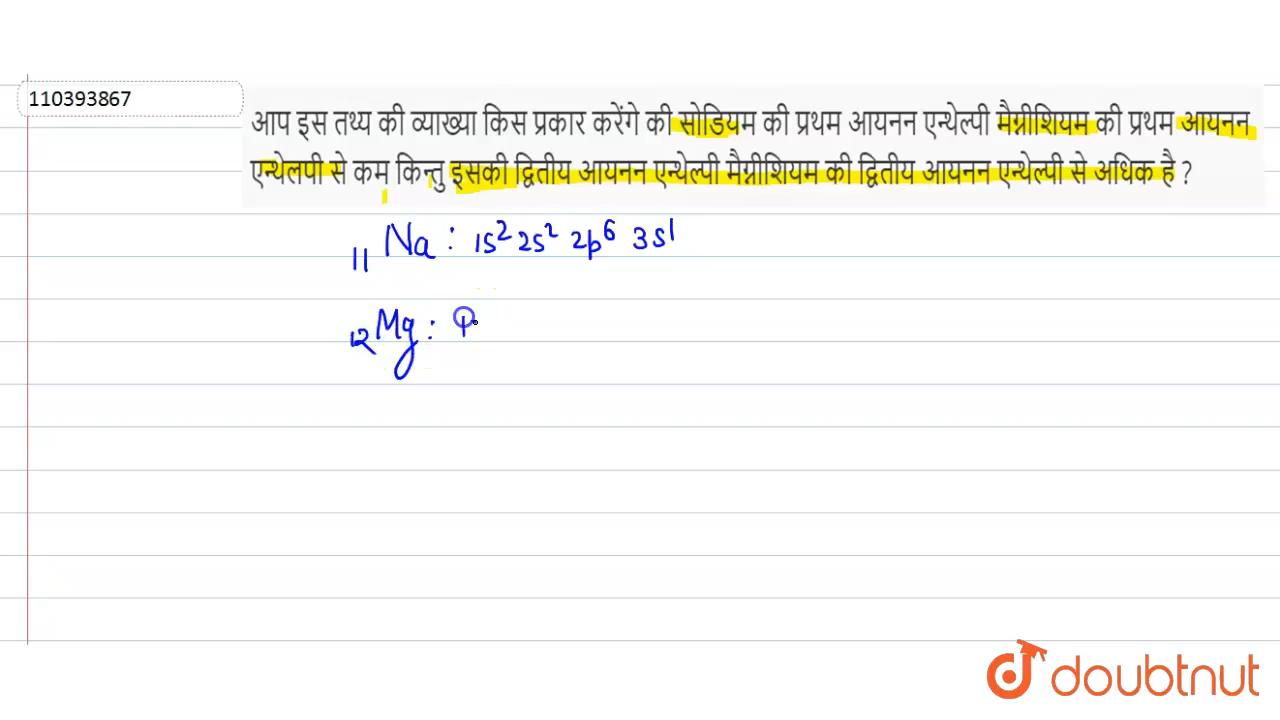 110393867
आप इस तथ्य की व्याख्या किस प्रकार करेंगे की सोडियम की प्रथम आयनन एन्थेल्पी मैग्नीशियम की प्रथम आयनन
एन्थेलपी से कम किन्तु इसकी द्वितीय आयनन एन्थेल्पी मैग्नीशियम की द्वितीय आयनन एन्थेल्पी से अधिक है ?
₁₁Na : 1s² 2s² 2p⁶ 3s¹
₁₂Mg : 1
doubtnut